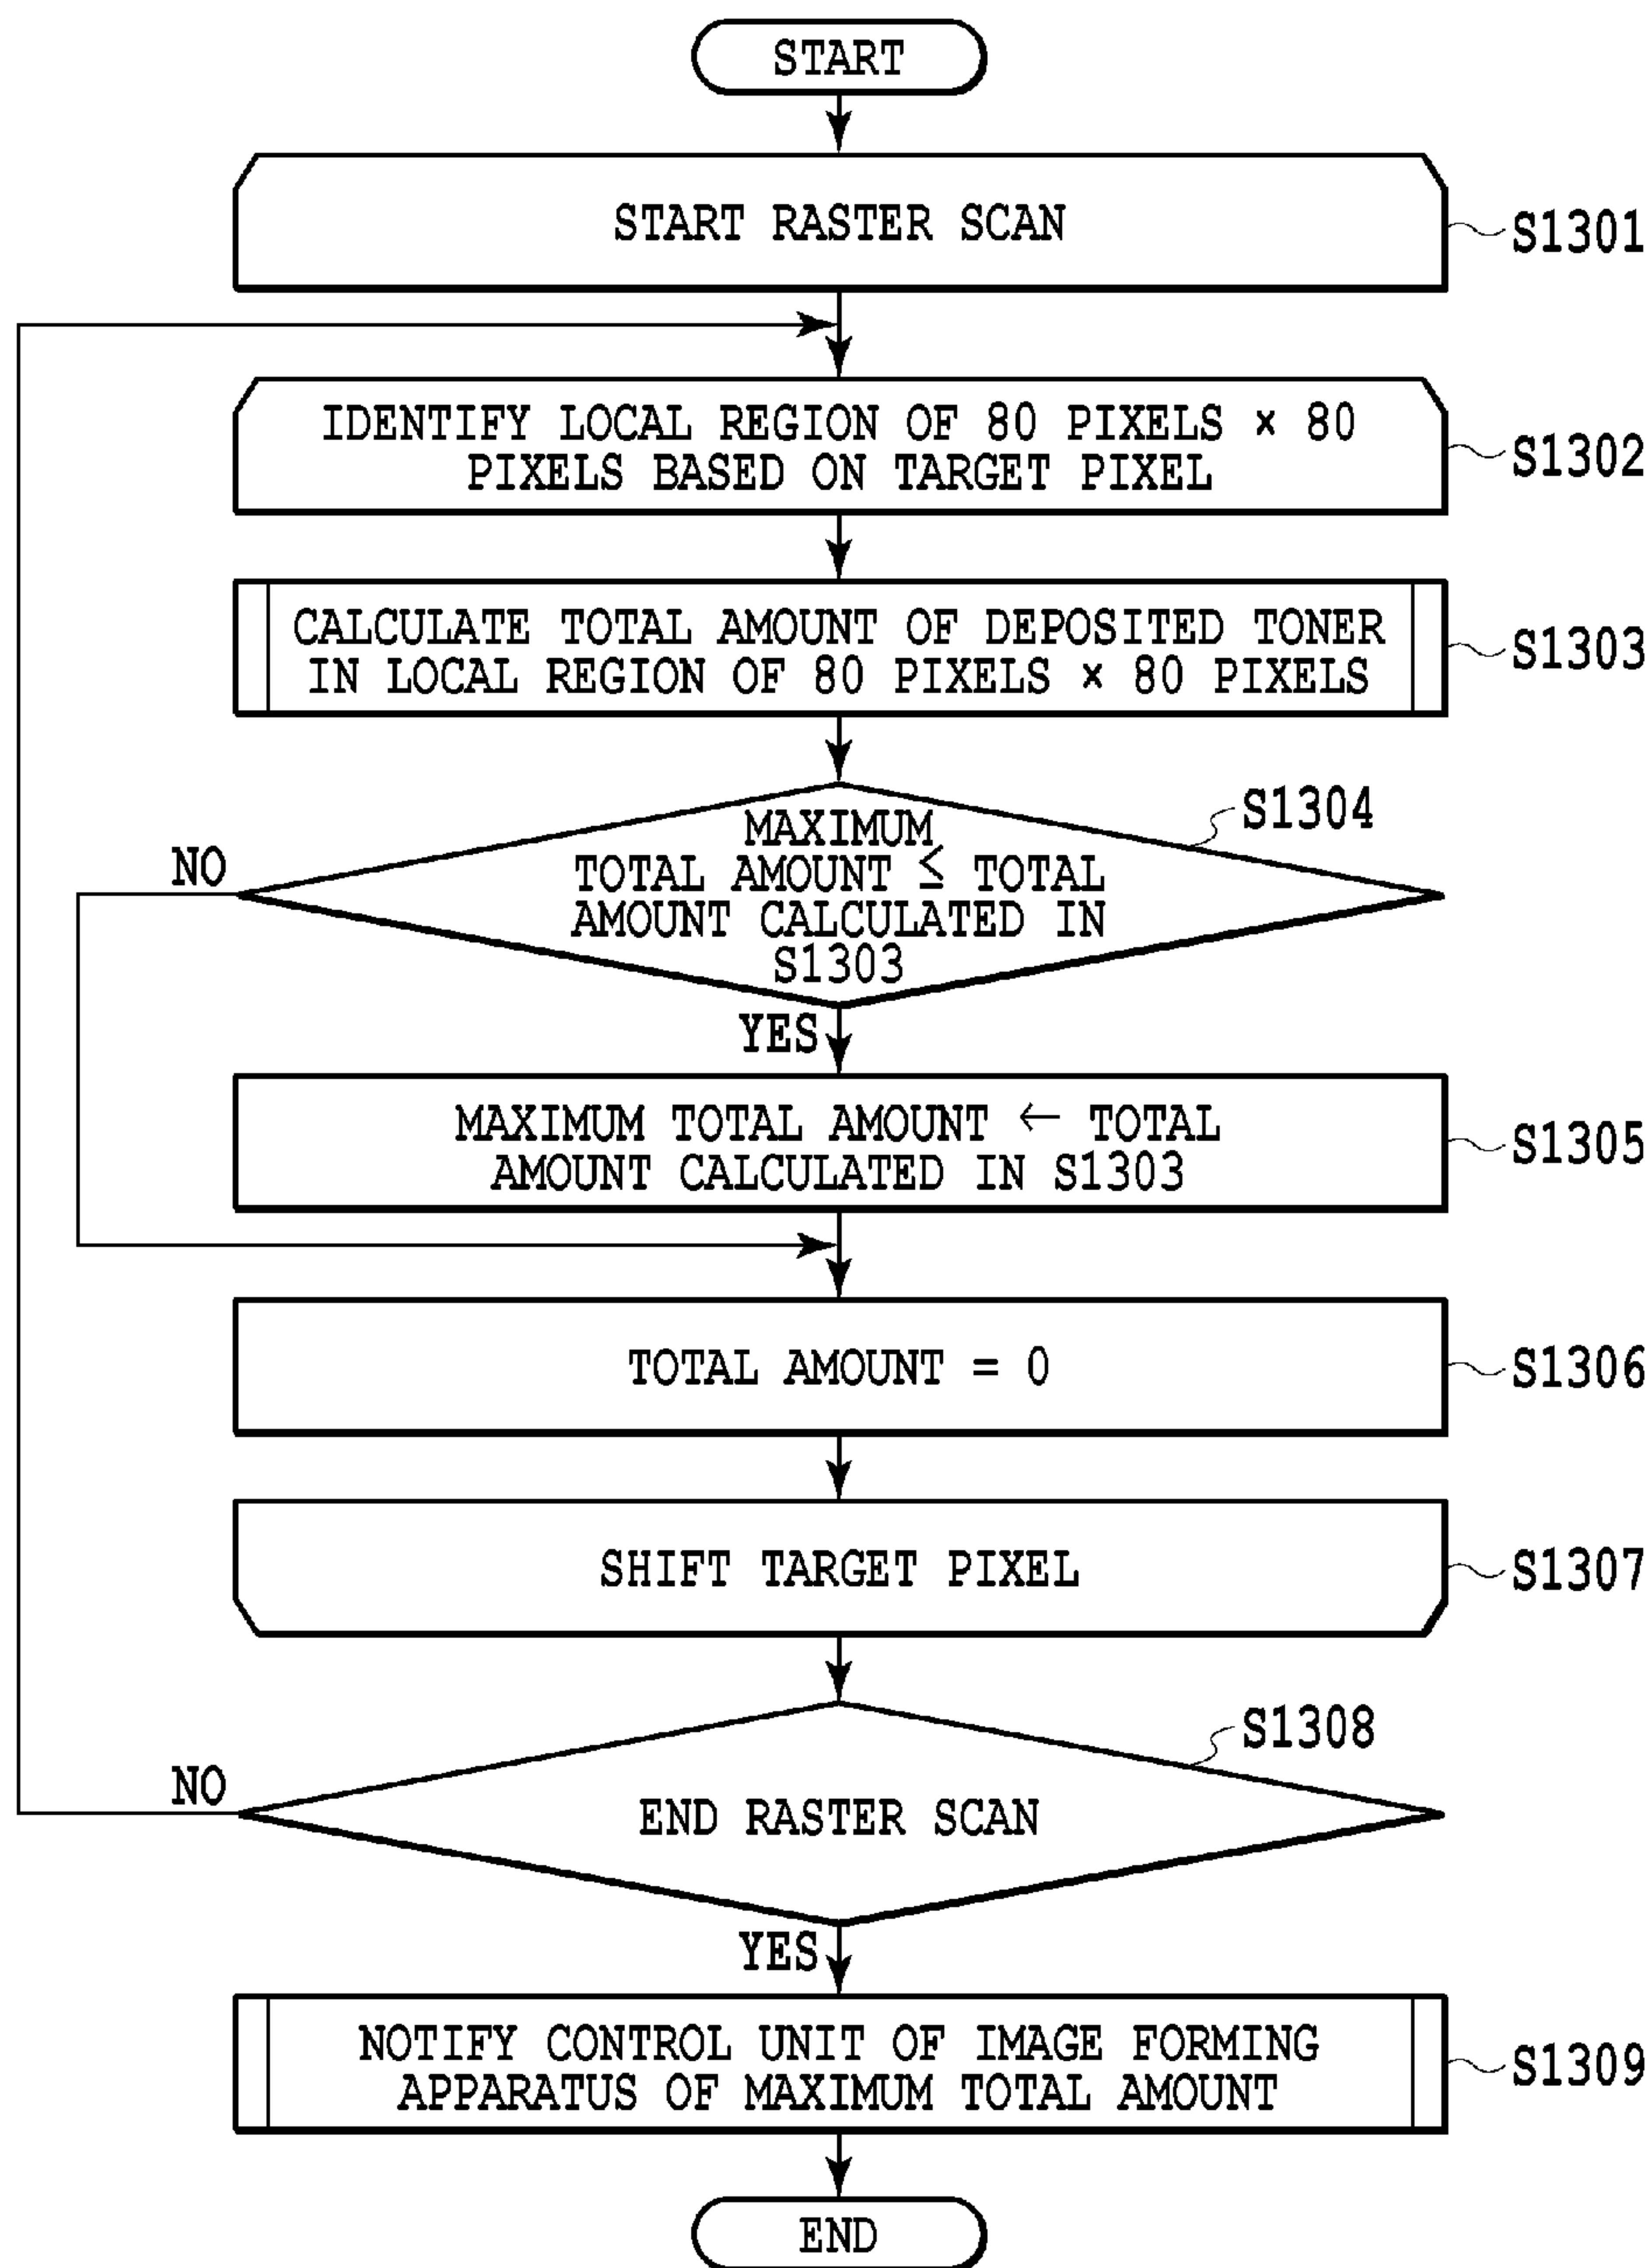 START
START RASTER SCAN
S1301
IDENTIFY LOCAL REGION OF 80 PIXELS × 80
PIXELS BASED ON TARGET PIXEL
S1302
CALCULATE TOTAL AMOUNT OF DEPOSITED TONER
IN LOCAL REGION OF 80 PIXELS × 80 PIXELS
S1303
S1304
MAXIMUM
TOTAL AMOUNT ≤ TOTAL
AMOUNT CALCULATED IN
S1303
NO
YES
MAXIMUM TOTAL AMOUNT ← TOTAL
AMOUNT CALCULATED IN S1303
S1305
TOTAL AMOUNT = 0
S1306
SHIFT TARGET PIXEL
S1307
S1308
NO
END RASTER SCAN
YES
NOTIFY CONTROL UNIT OF IMAGE FORMING
APPARATUS OF MAXIMUM TOTAL AMOUNT
S1309
END